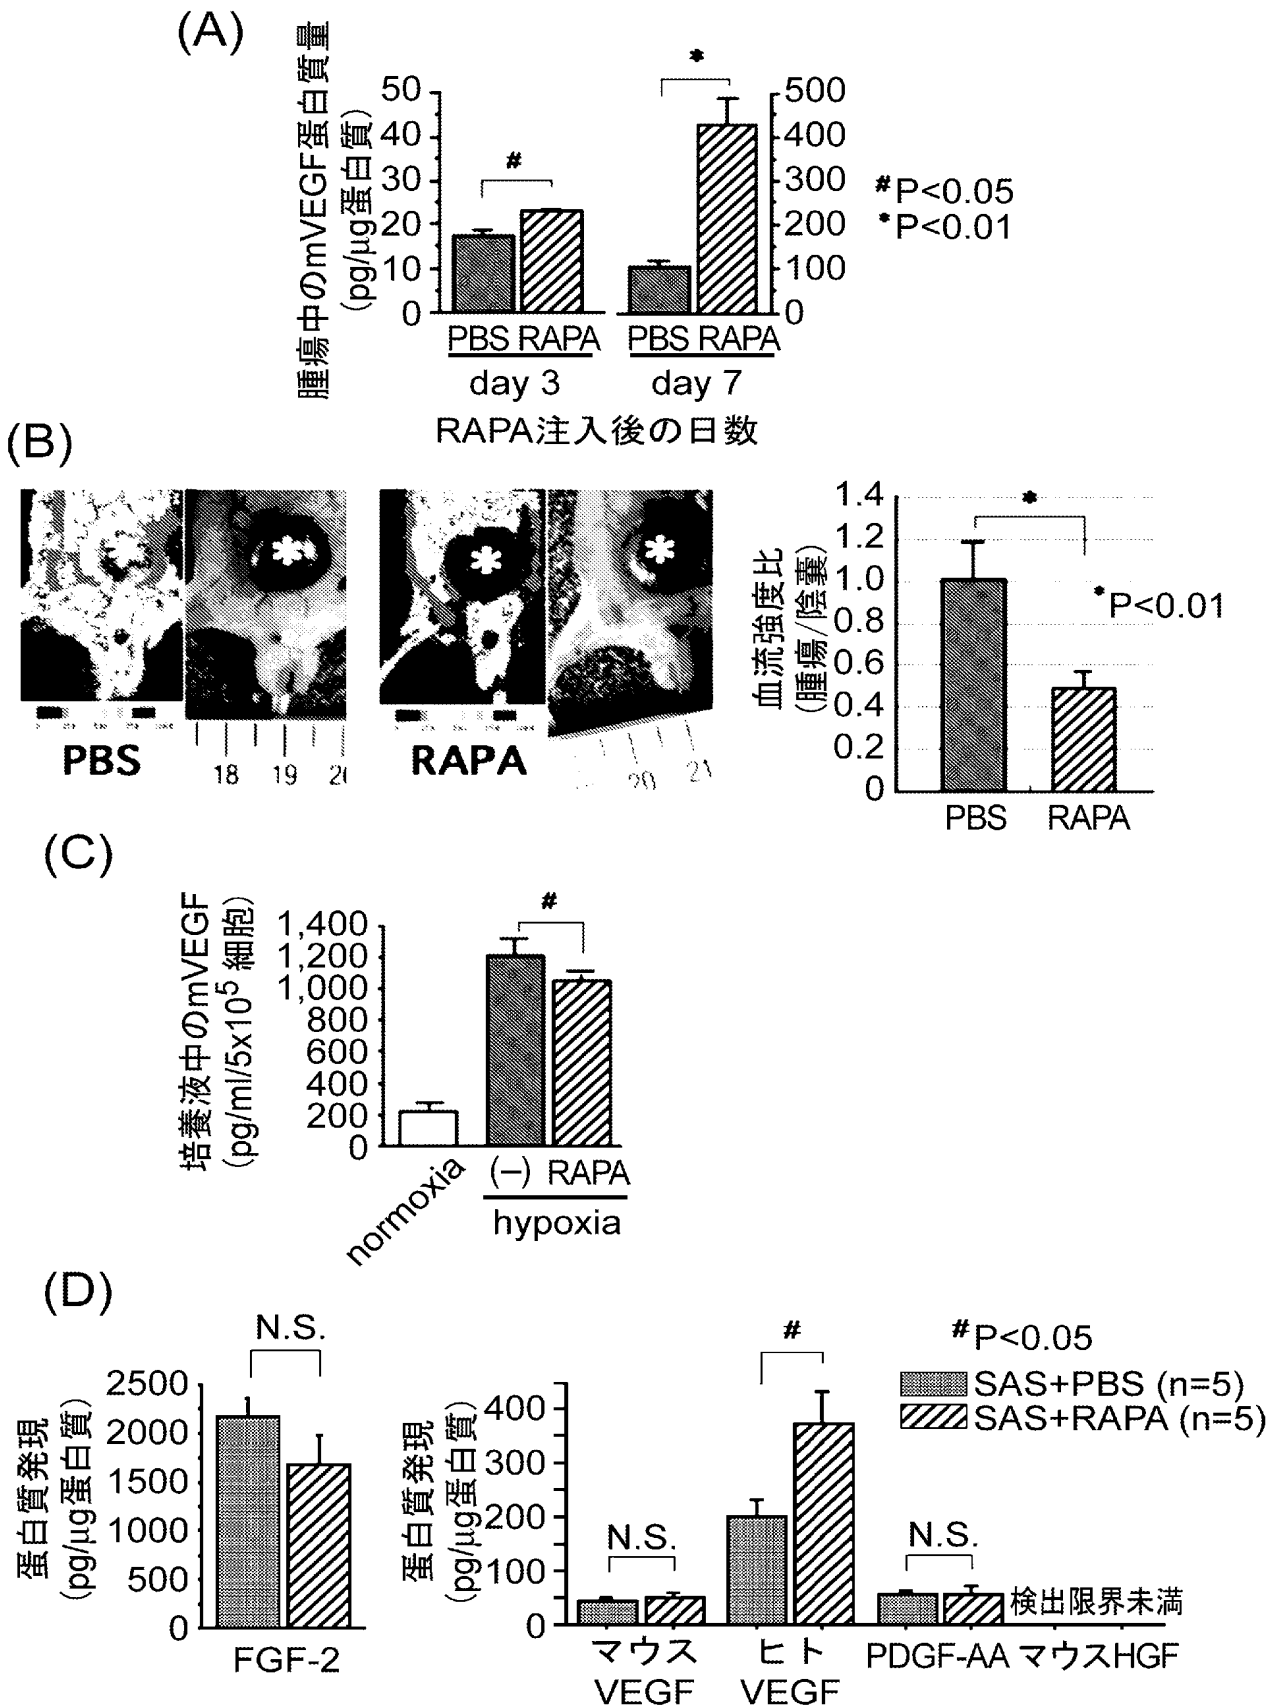 (A)
腫瘍中のmVEGF蛋白質量
(pg/μg蛋白質)
50
40
30
20
10
0
#
*
500
400
300
200
100
0
#P<0.05
*P<0.01
PBS RAPA
PBS RAPA
day 3
day 7
RAPA注入後の日数
(B)
*
*
*
*
PBS
18
19
RAPA
20
21
血流強度比
(腫瘍/陰嚢)
1.4
1.2
1.0
0.8
0.6
0.4
0.2
0
*
*P<0.01
PBS
RAPA
(C)
培養液中のmVEGF
(pg/ml/5x10⁵ 細胞)
1,400
1,200
1,000
800
600
400
200
0
#
normoxia
(−)
RAPA
hypoxia
(D)
蛋白質発現
(pg/μg蛋白質)
2500
2000
1500
1000
500
0
N.S.
FGF-2
蛋白質発現
(pg/μg蛋白質)
400
300
200
100
0
N.S.
#
N.S.
検出限界未満
#P<0.05
SAS+PBS (n=5)
SAS+RAPA (n=5)
マウス
VEGF
ヒト
VEGF
PDGF-AA
マウスHGF